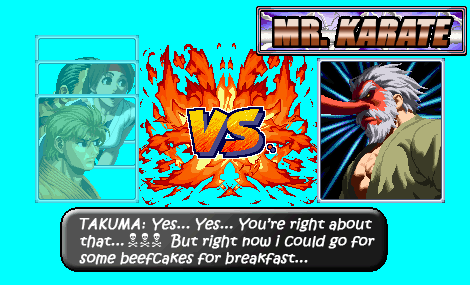 MR. KARATE
VS
TAKUMA: Yes... Yes... You're right about
that... ☠☠☠ But right now i could go for
some beefcakes for breakfast...